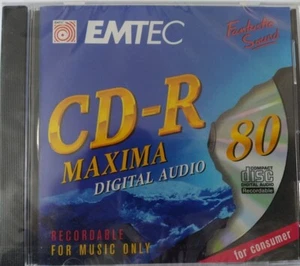 EMTEC
Fantastic
Sound
CD-R
80
MAXIMA
DIGITAL AUDIO
COMPACT
disc
DIGITAL AUDIO
Recordable
RECORDABLE
FOR MUSIC ONLY
for consumer